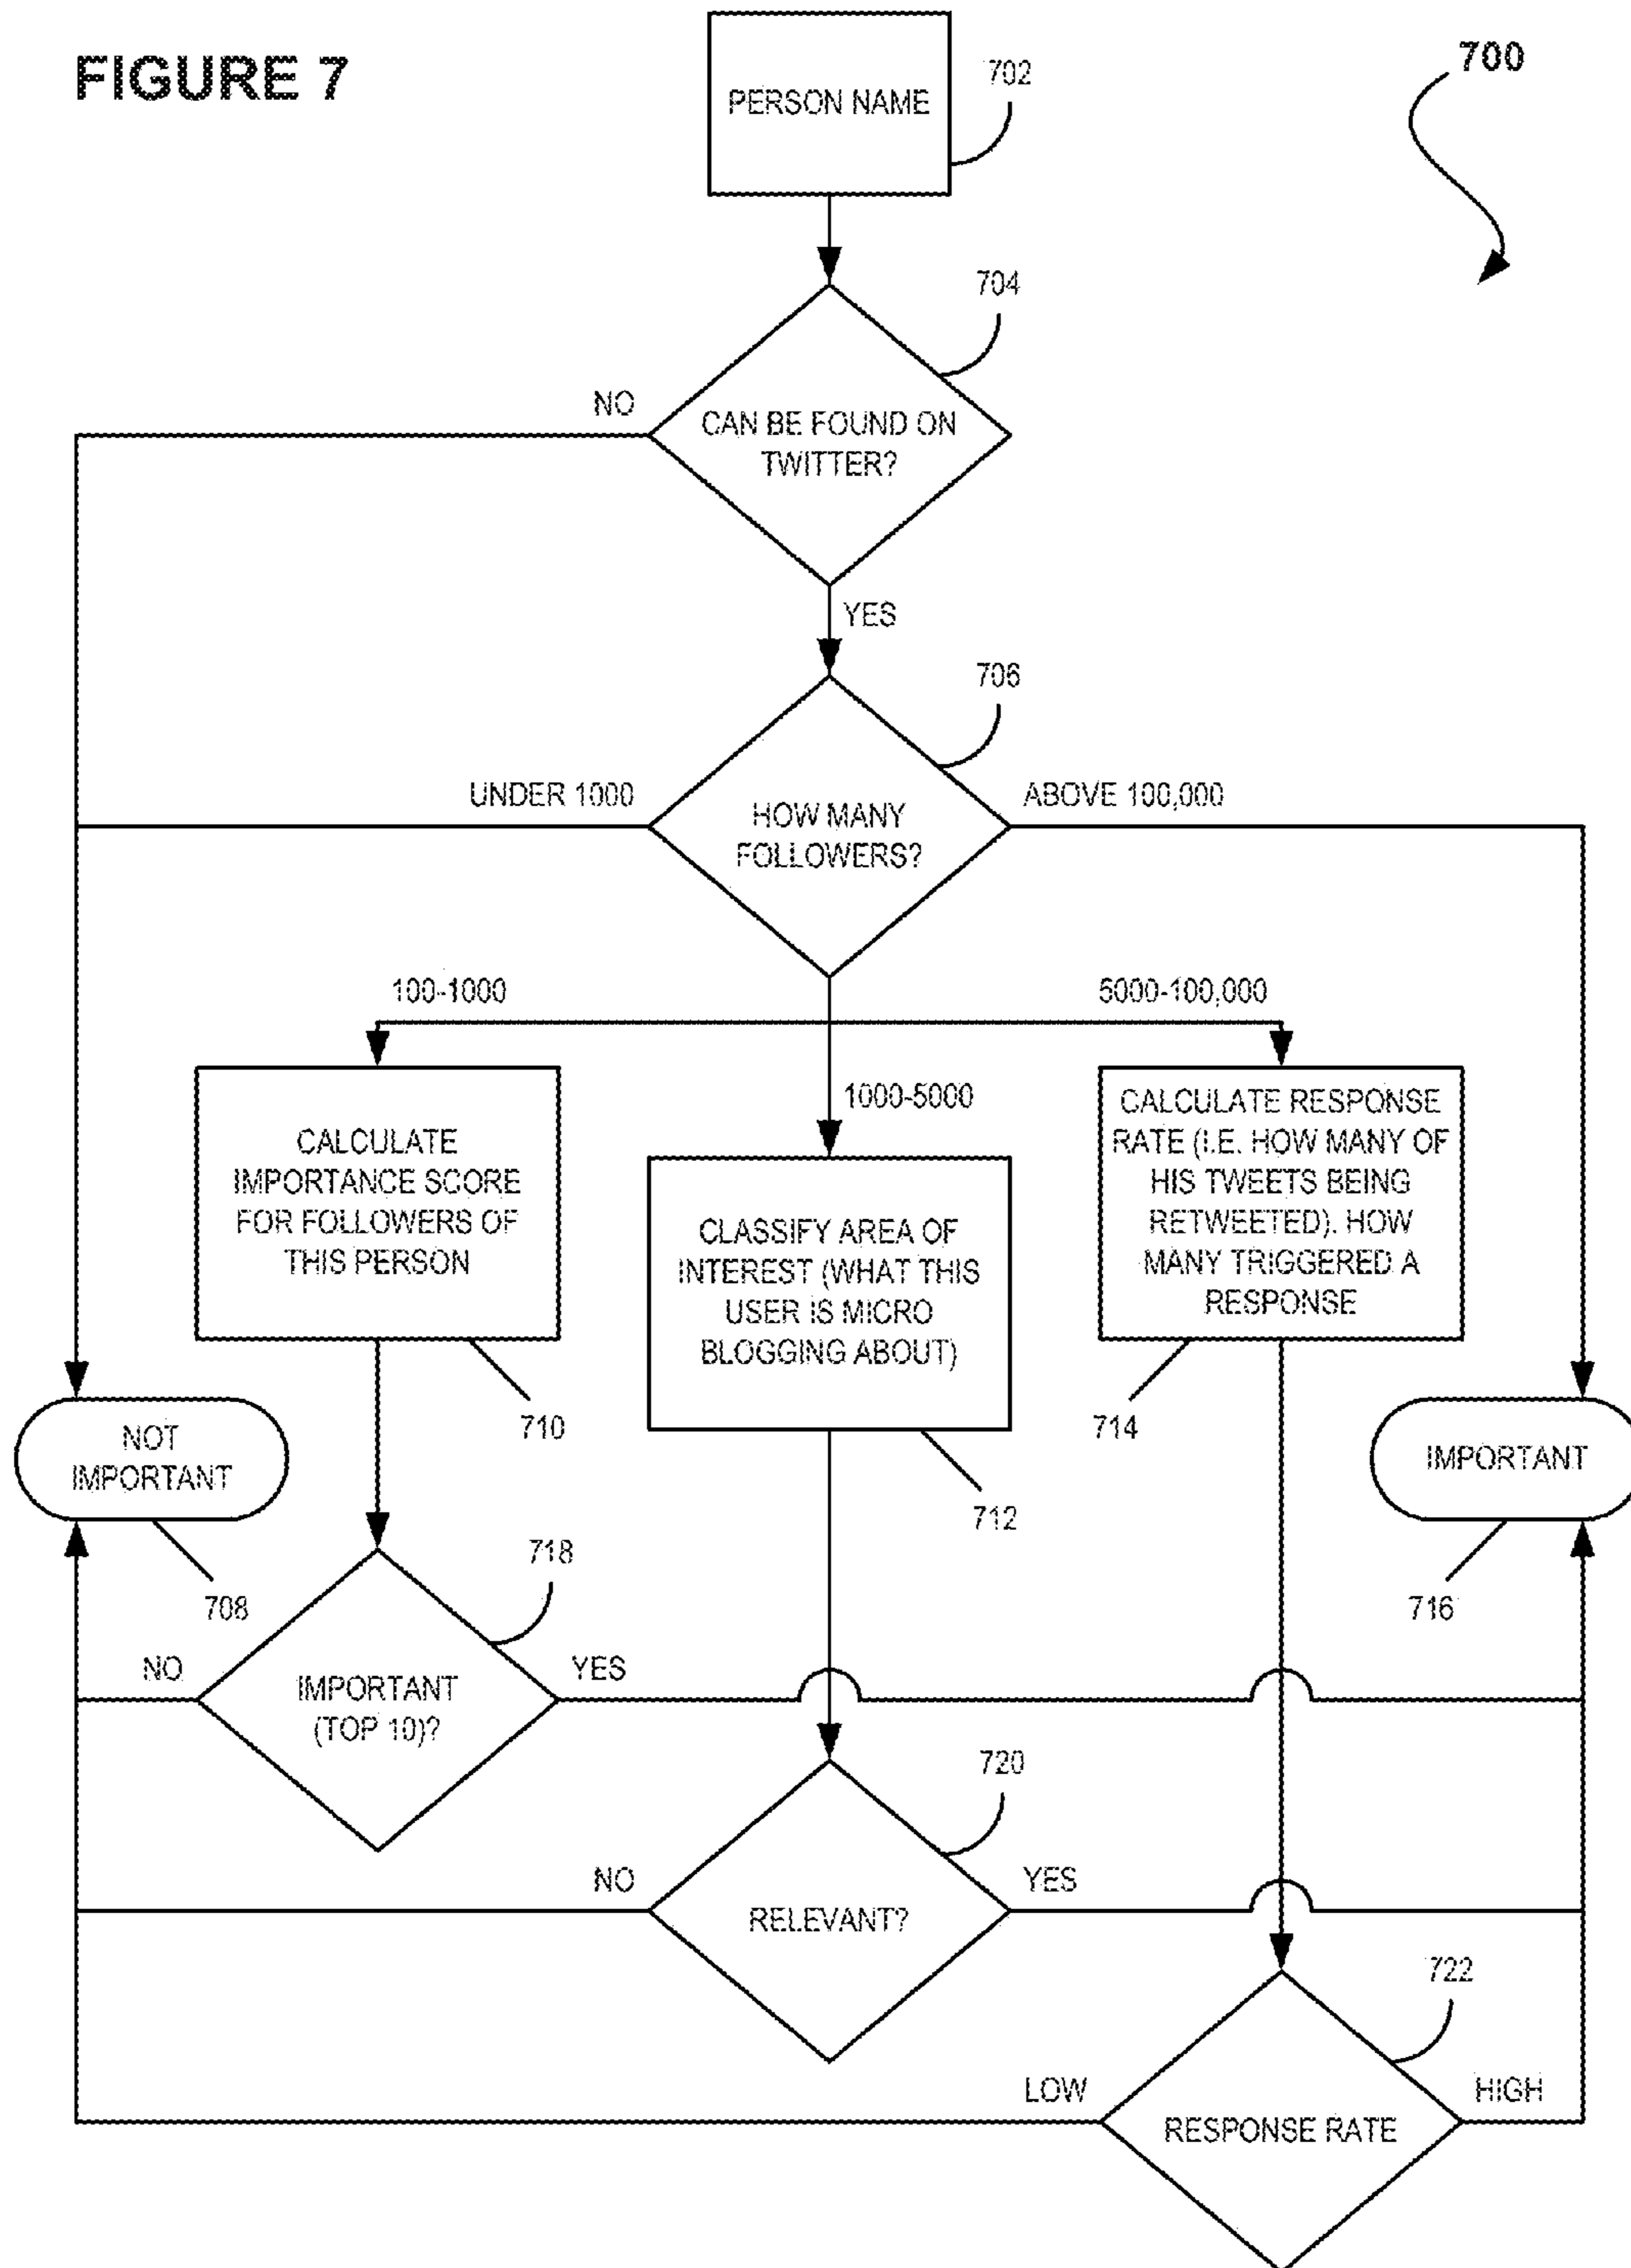 FIGURE 7
700
PERSON NAME
702
704
CAN BE FOUND ON
TWITTER?
NO
YES
706
HOW MANY
FOLLOWERS?
UNDER 1000
ABOVE 100,000
100-1000
5000-100,000
1000-5000
CALCULATE
IMPORTANCE SCORE
FOR FOLLOWERS OF
THIS PERSON
710
CLASSIFY AREA OF
INTEREST (WHAT THIS
USER IS MICRO
BLOGGING ABOUT)
712
CALCULATE RESPONSE
RATE (I.E. HOW MANY OF
HIS TWEETS BEING
RETWEETED). HOW
MANY TRIGGERED A
RESPONSE
714
NOT
IMPORTANT
708
IMPORTANT
716
718
NO
IMPORTANT
(TOP 10)?
YES
720
NO
RELEVANT?
YES
722
LOW
RESPONSE RATE
HIGH